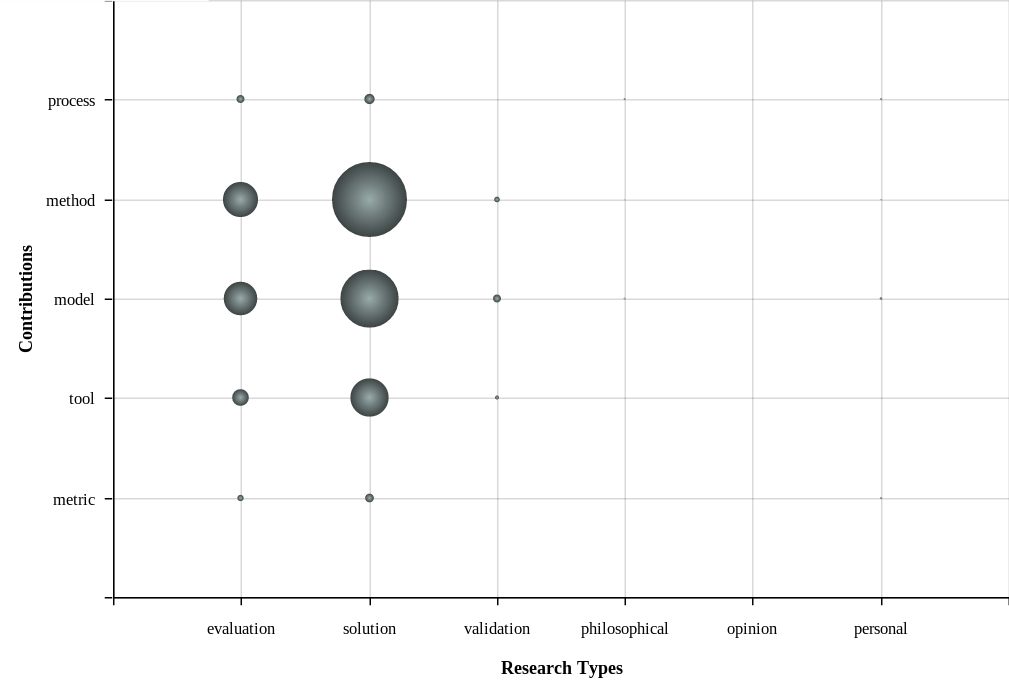 process
method
model
tool
metric
Contributions
evaluation solution validation philosophical opinion personal
Research Types